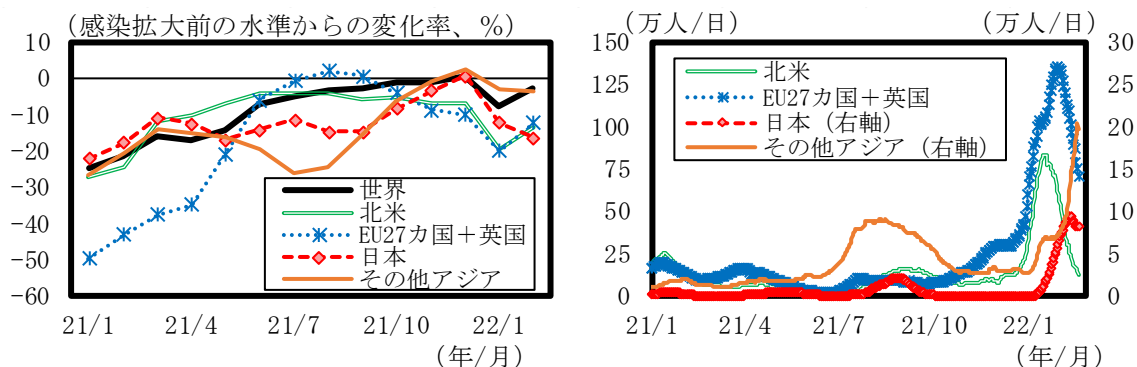 （感染拡大前の水準からの変化率、％）
10
0
-10
-20
-30
-40
-50
-60
世界
北米
EU27カ国＋英国
日本
その他アジア
21/1 21/4 21/7 21/10 22/1
（年/月）
（万人/日） （万人/日）
150 30
125 25
100 20
75 15
50 10
25 5
0 0
北米
EU27カ国＋英国
日本（右軸）
その他アジア（右軸）
21/1 21/4 21/7 21/10 22/1
（年/月）